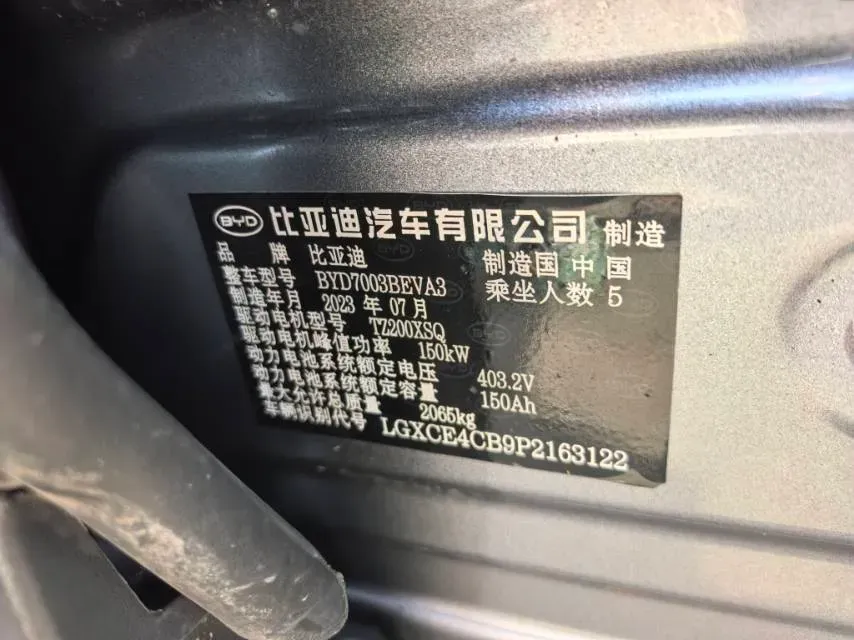 BYD 比亚迪汽车有限公司 制造
品 牌 比亚迪 制造国 中 国
整车型号 BYD7003BEVA3 乘坐人数 5
制造年月 2023 年 07 月
驱动电机型号 TZ200XSQ
驱动电机峰值功率 150kW
动力电池系统额定电压 403.2V
动力电池系统额定容量 150Ah
最大允许总质量 2065kg
车辆识别代号 LGXCE4CB9P2163122